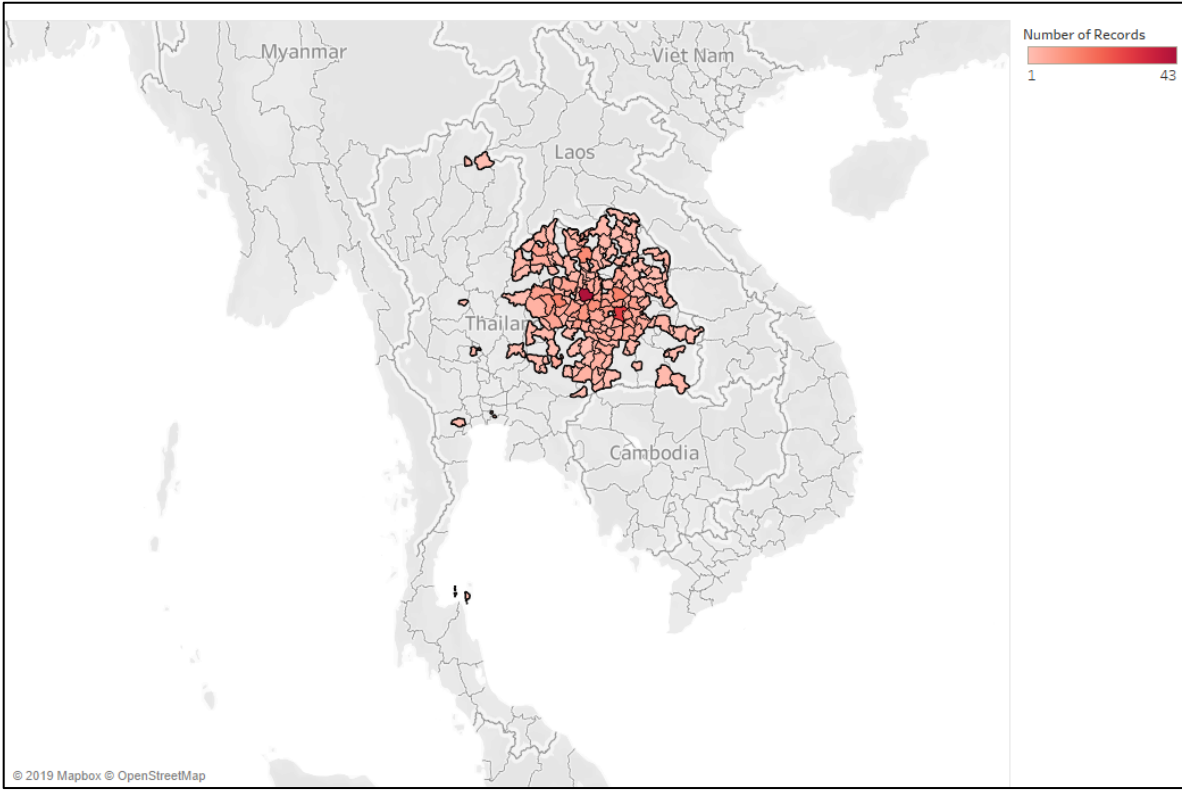 Myanmar
Viet Nam
Laos
Thailan
Cambodia
Number of Records
1
43
© 2019 Mapbox © OpenStreetMap